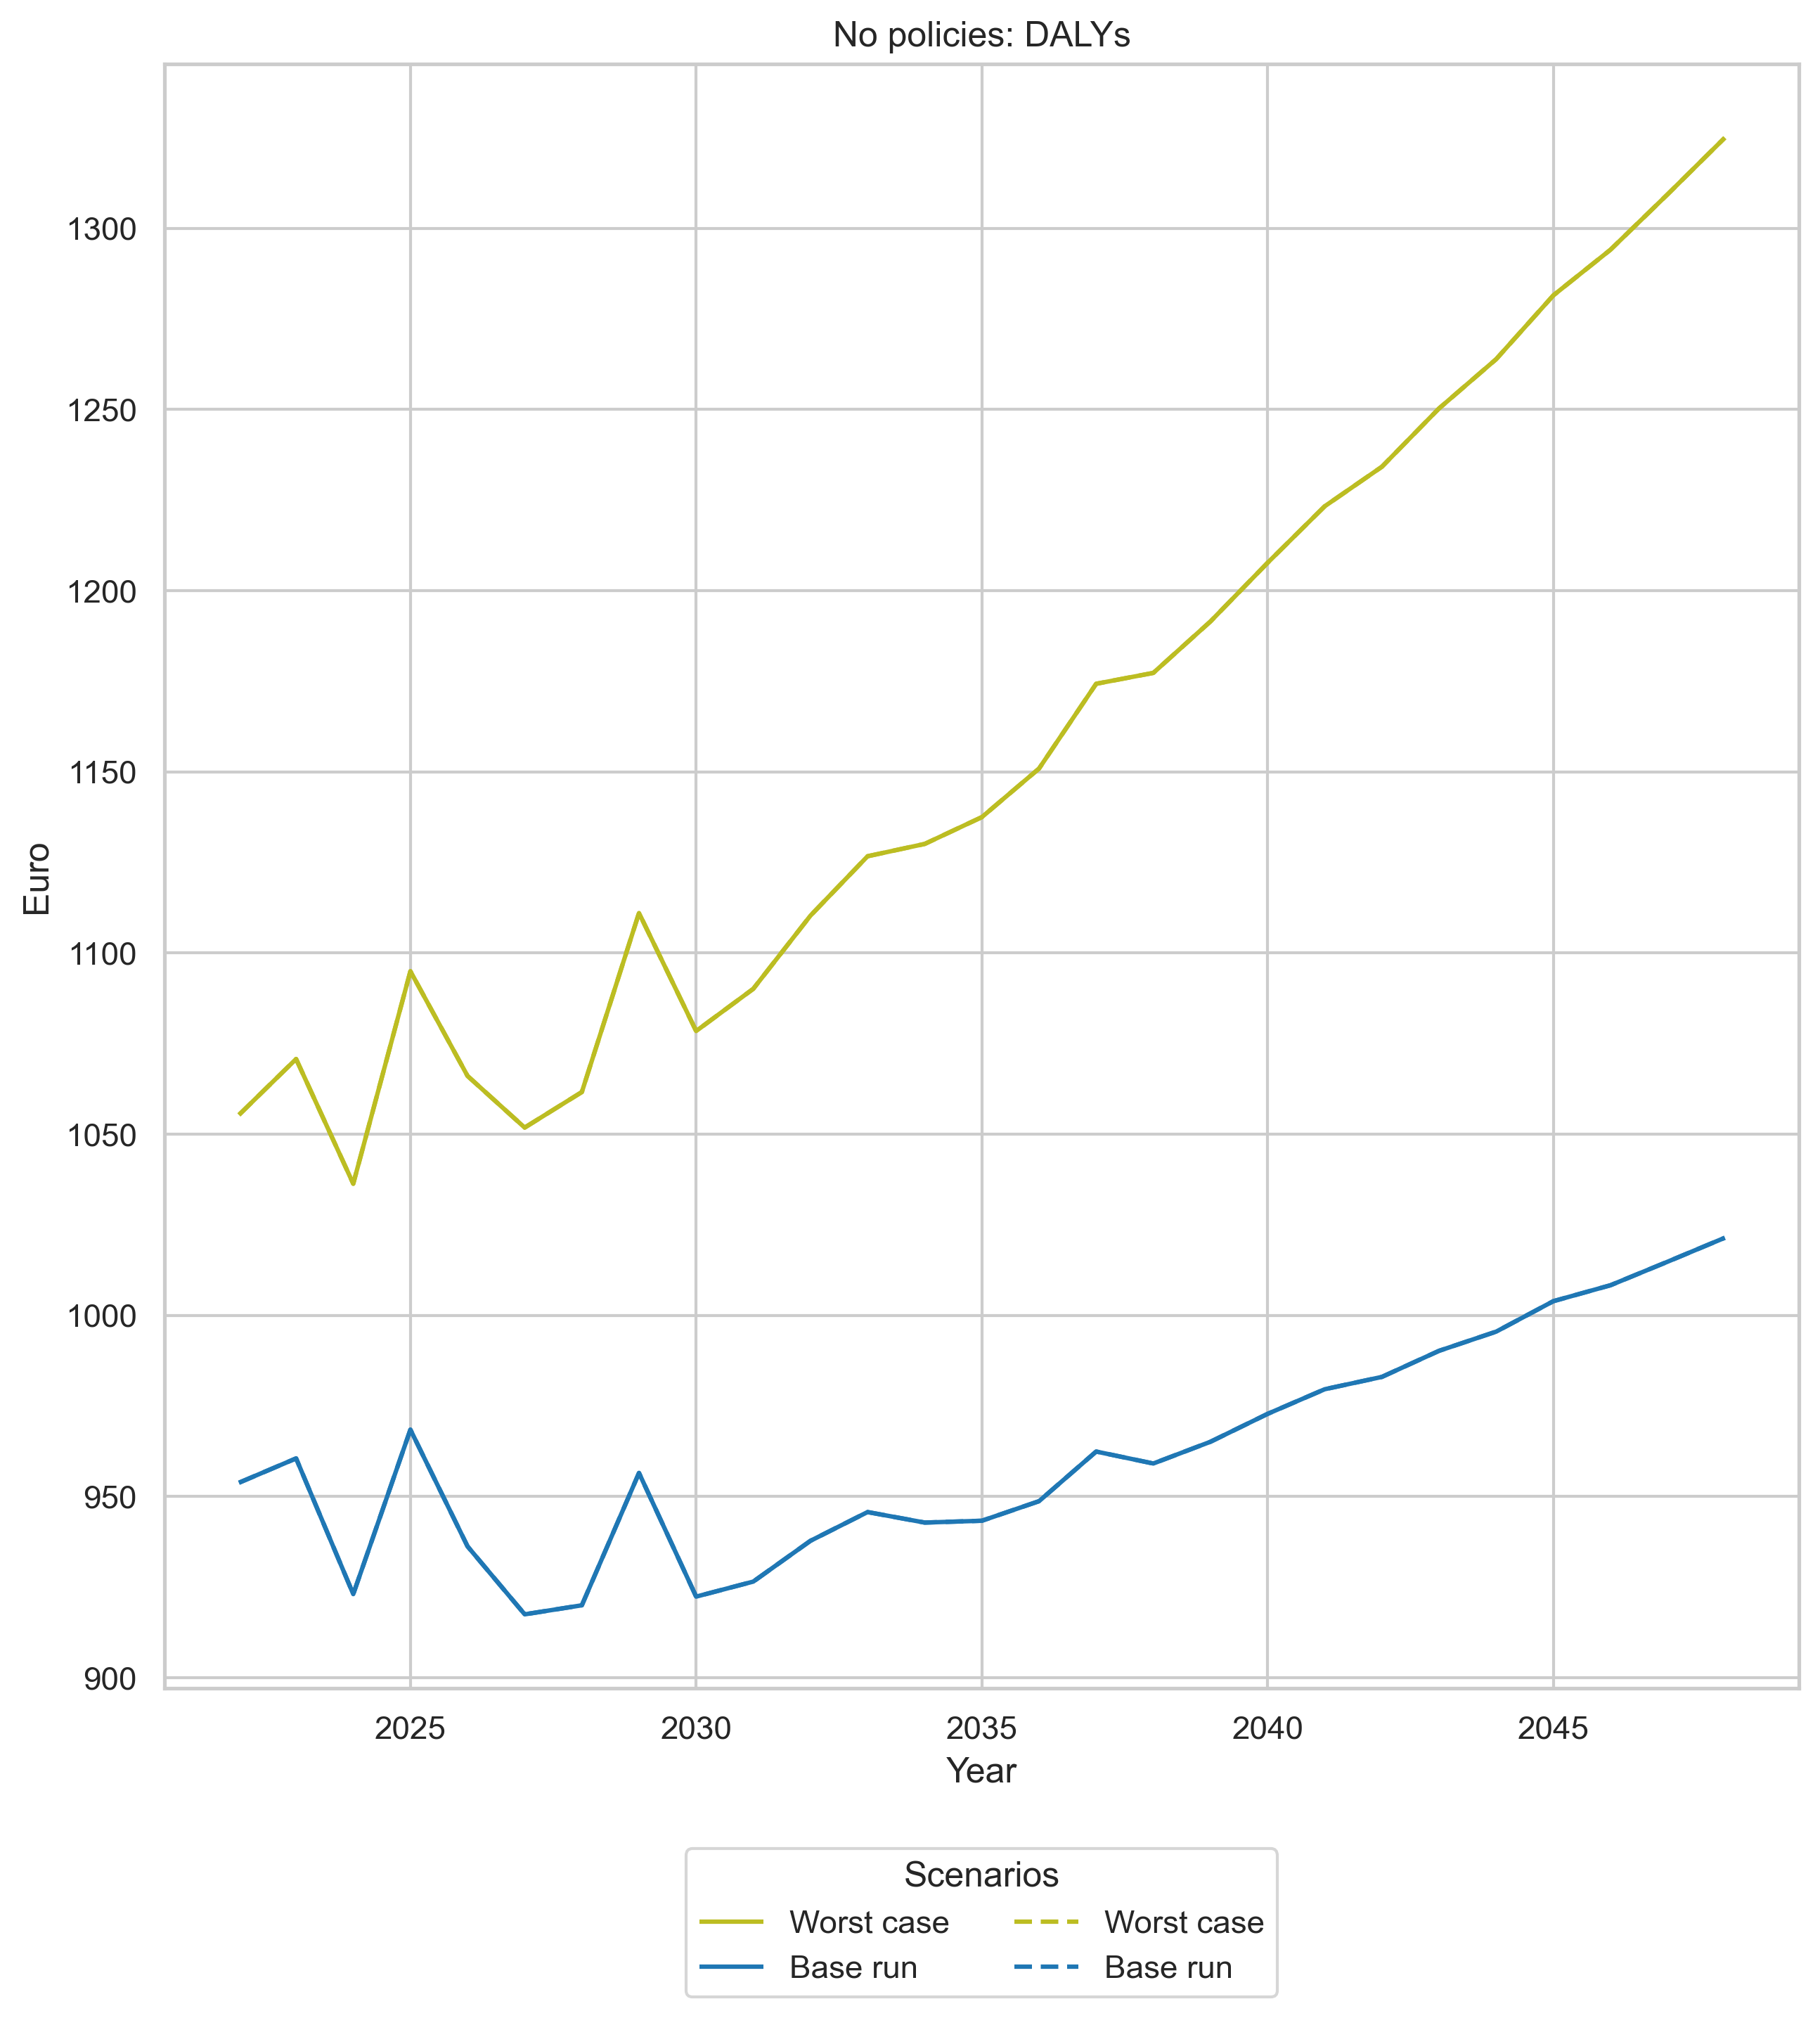 No policies: DALYs
1300
1250
1200
1150
1100
1050
1000
950
900
Euro
2025 2030 2035 2040 2045
Year
Scenarios
Worst case Worst case
Base run Base run